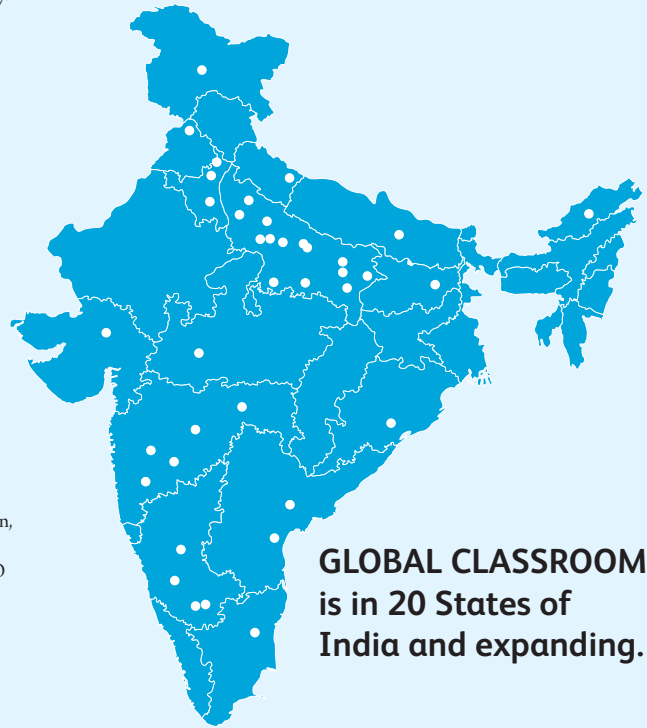 n,
GLOBAL CLASSROOM
is in 20 States of
India and expanding.